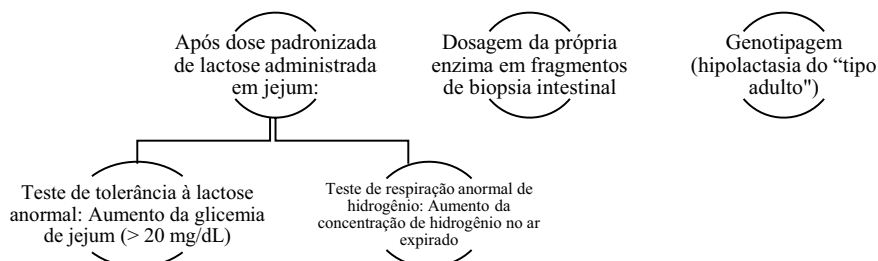 Após dose padronizada
de lactose administrada
em jejum:
Dosagem da própria
enzima em fragmentos
de biopsia intestinal
Genotipagem
(hipolactasia do “tipo
adulto")
Teste de tolerância à lactose
anormal: Aumento da glicemia
de jejum (> 20 mg/dL)
Teste de respiração anormal de
hidrogênio: Aumento da
concentração de hidrogênio no ar
expirado